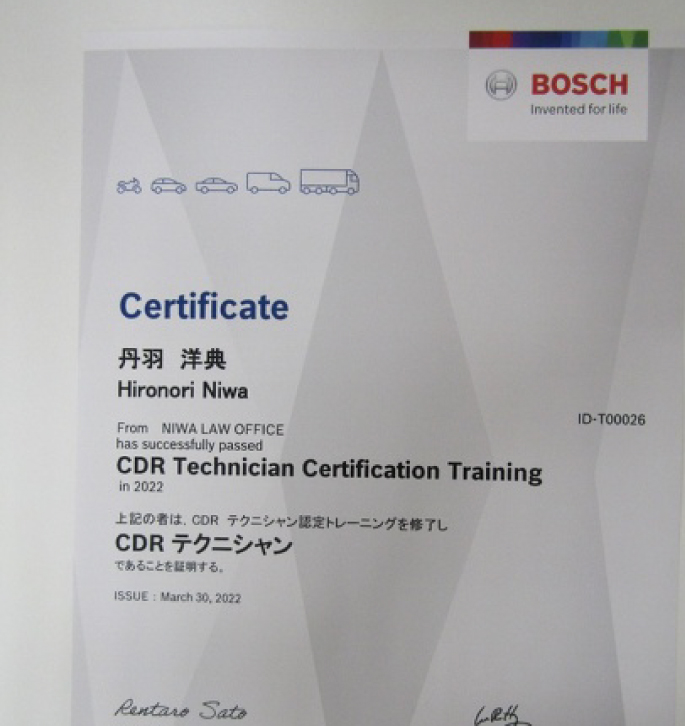 BOSCH
Invented for life
Certificate
丹羽 洋典
Hironori Niwa
ID-T00026
From NIWA LAW OFFICE
has successfully passed
CDR Technician Certification Training
in 2022
上記の者は, CDR テクニシャン認定トレーニングを修了し
CDR テクニシャン
であることを証明する。
ISSUE : March 30, 2022
Rentaro Sato